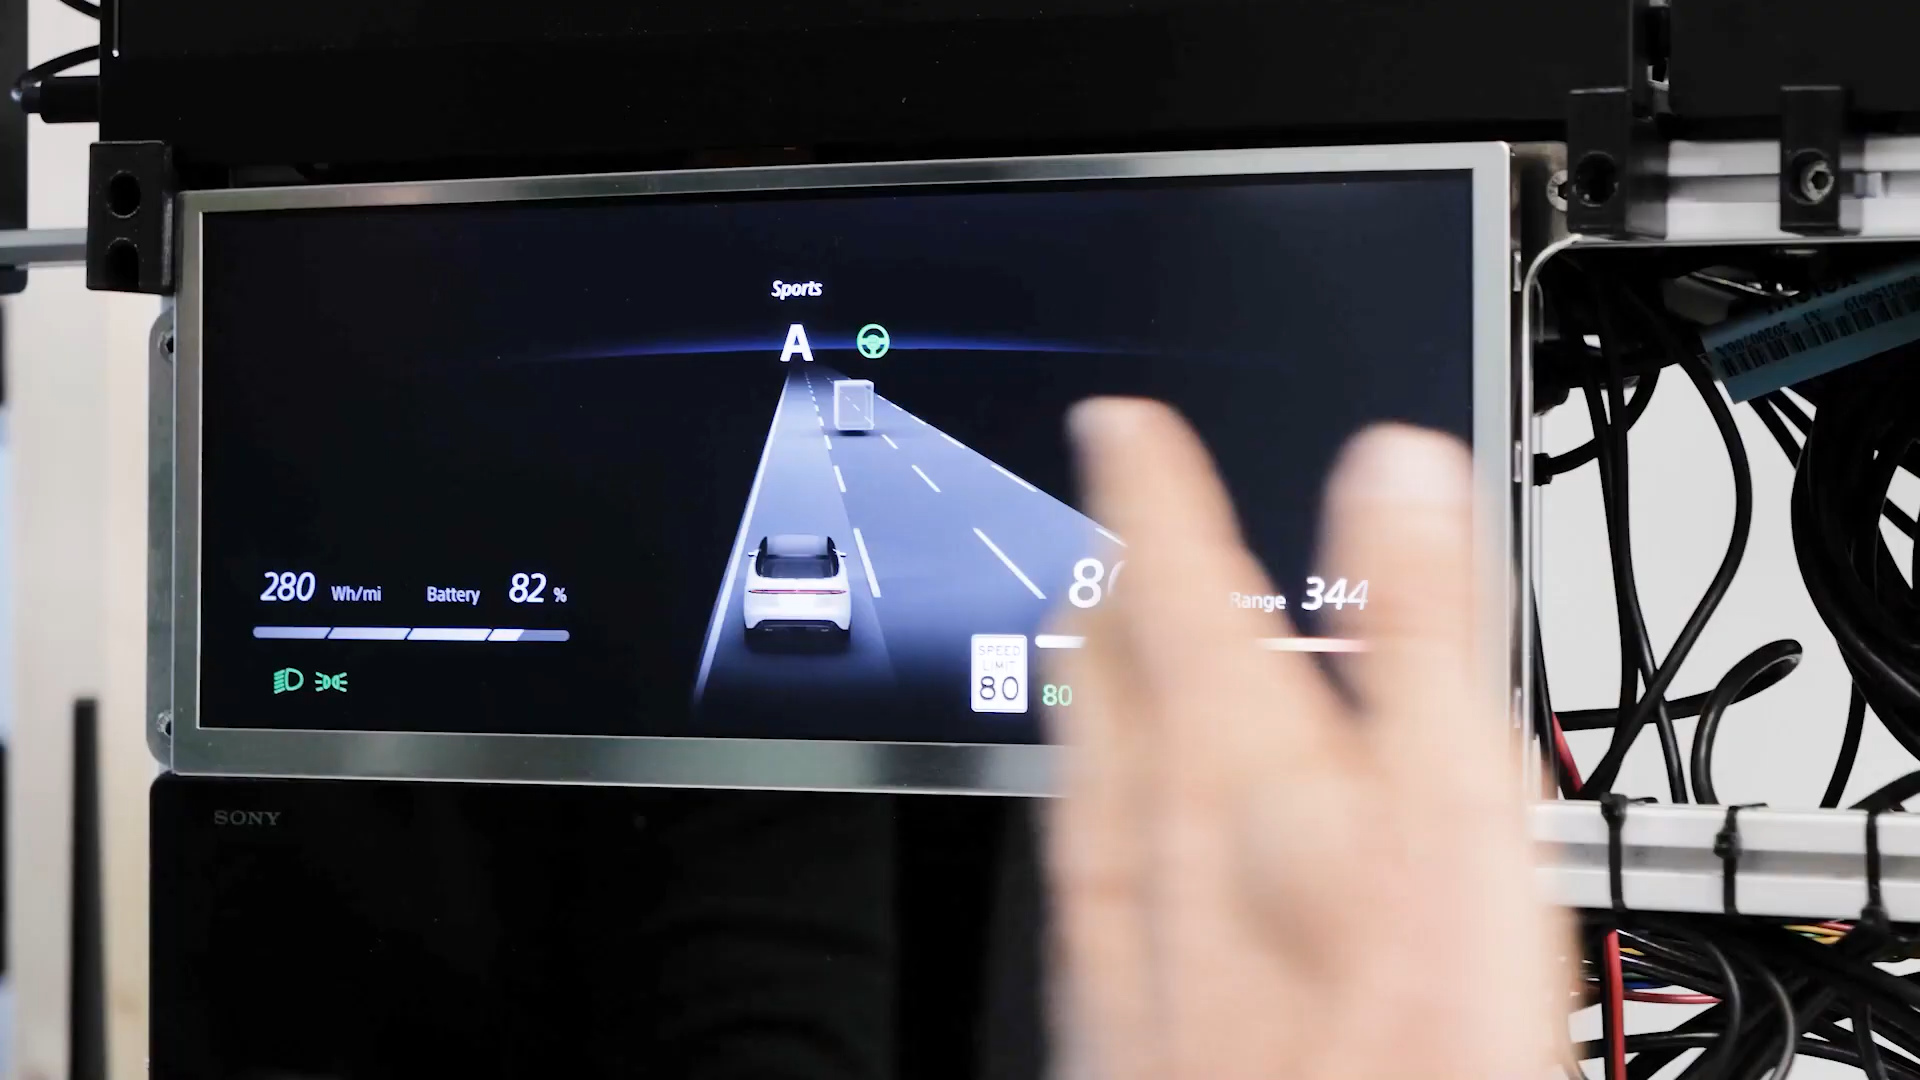 Sports
A
280 Wh/mi Battery 82 %
Range 344
SPEED
LIMIT
80
80
SONY